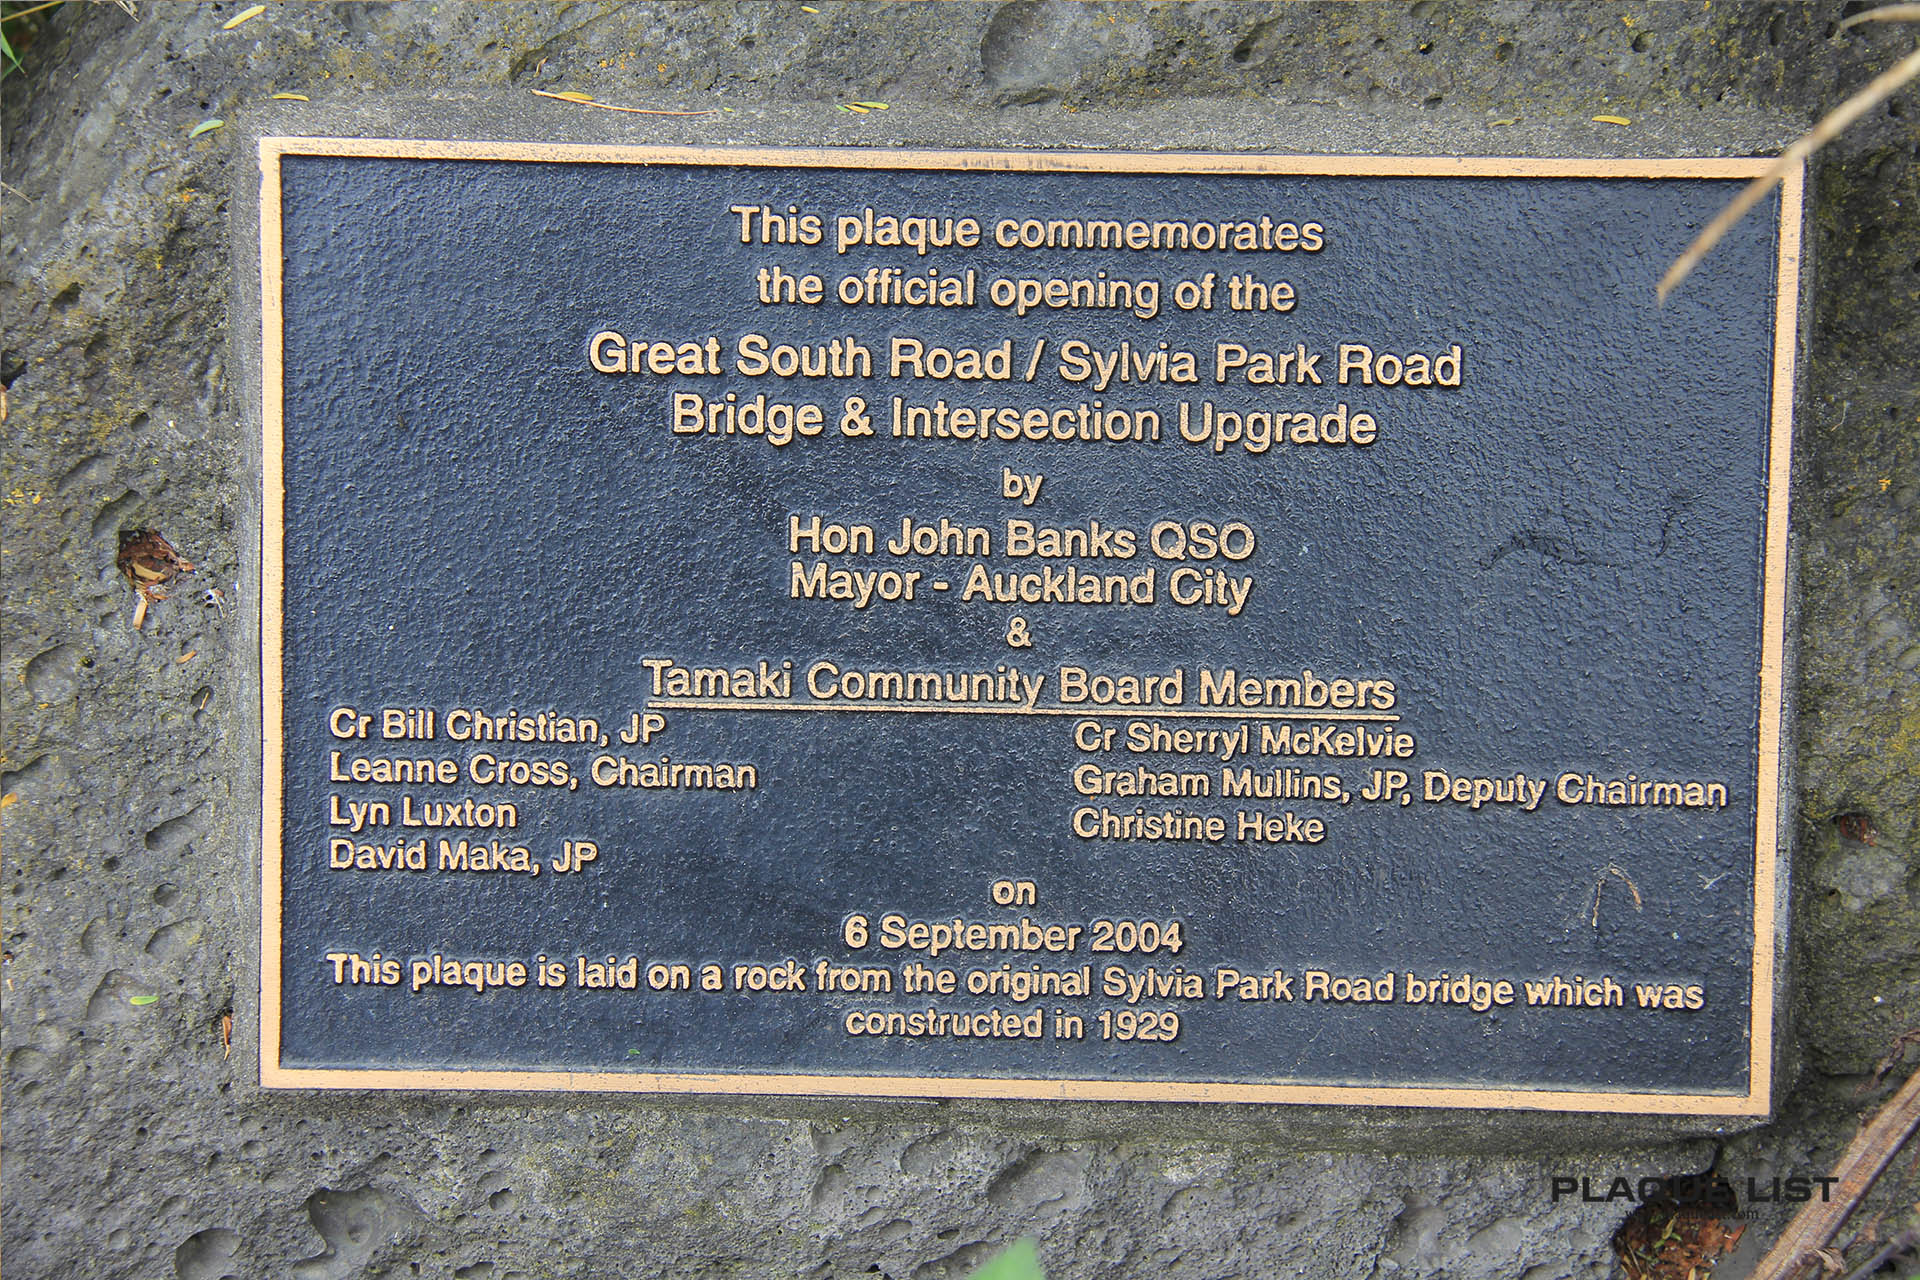 This plaque commemorates
the official opening of the
Great South Road / Sylvia Park Road
Bridge & Intersection Upgrade
by
Hon John Banks QSO
Mayor - Auckland City
&
Tamaki Community Board Members
Cr Bill Christian, JP
Leanne Cross, Chairman
Lyn Luxton
David Maka, JP
Cr Sherryl McKelvie
Graham Mullins, JP, Deputy Chairman
Christine Heke
on
6 September 2004
This plaque is laid on a rock from the original Sylvia Park Road bridge which was
constructed in 1929
PLAQUE LIST